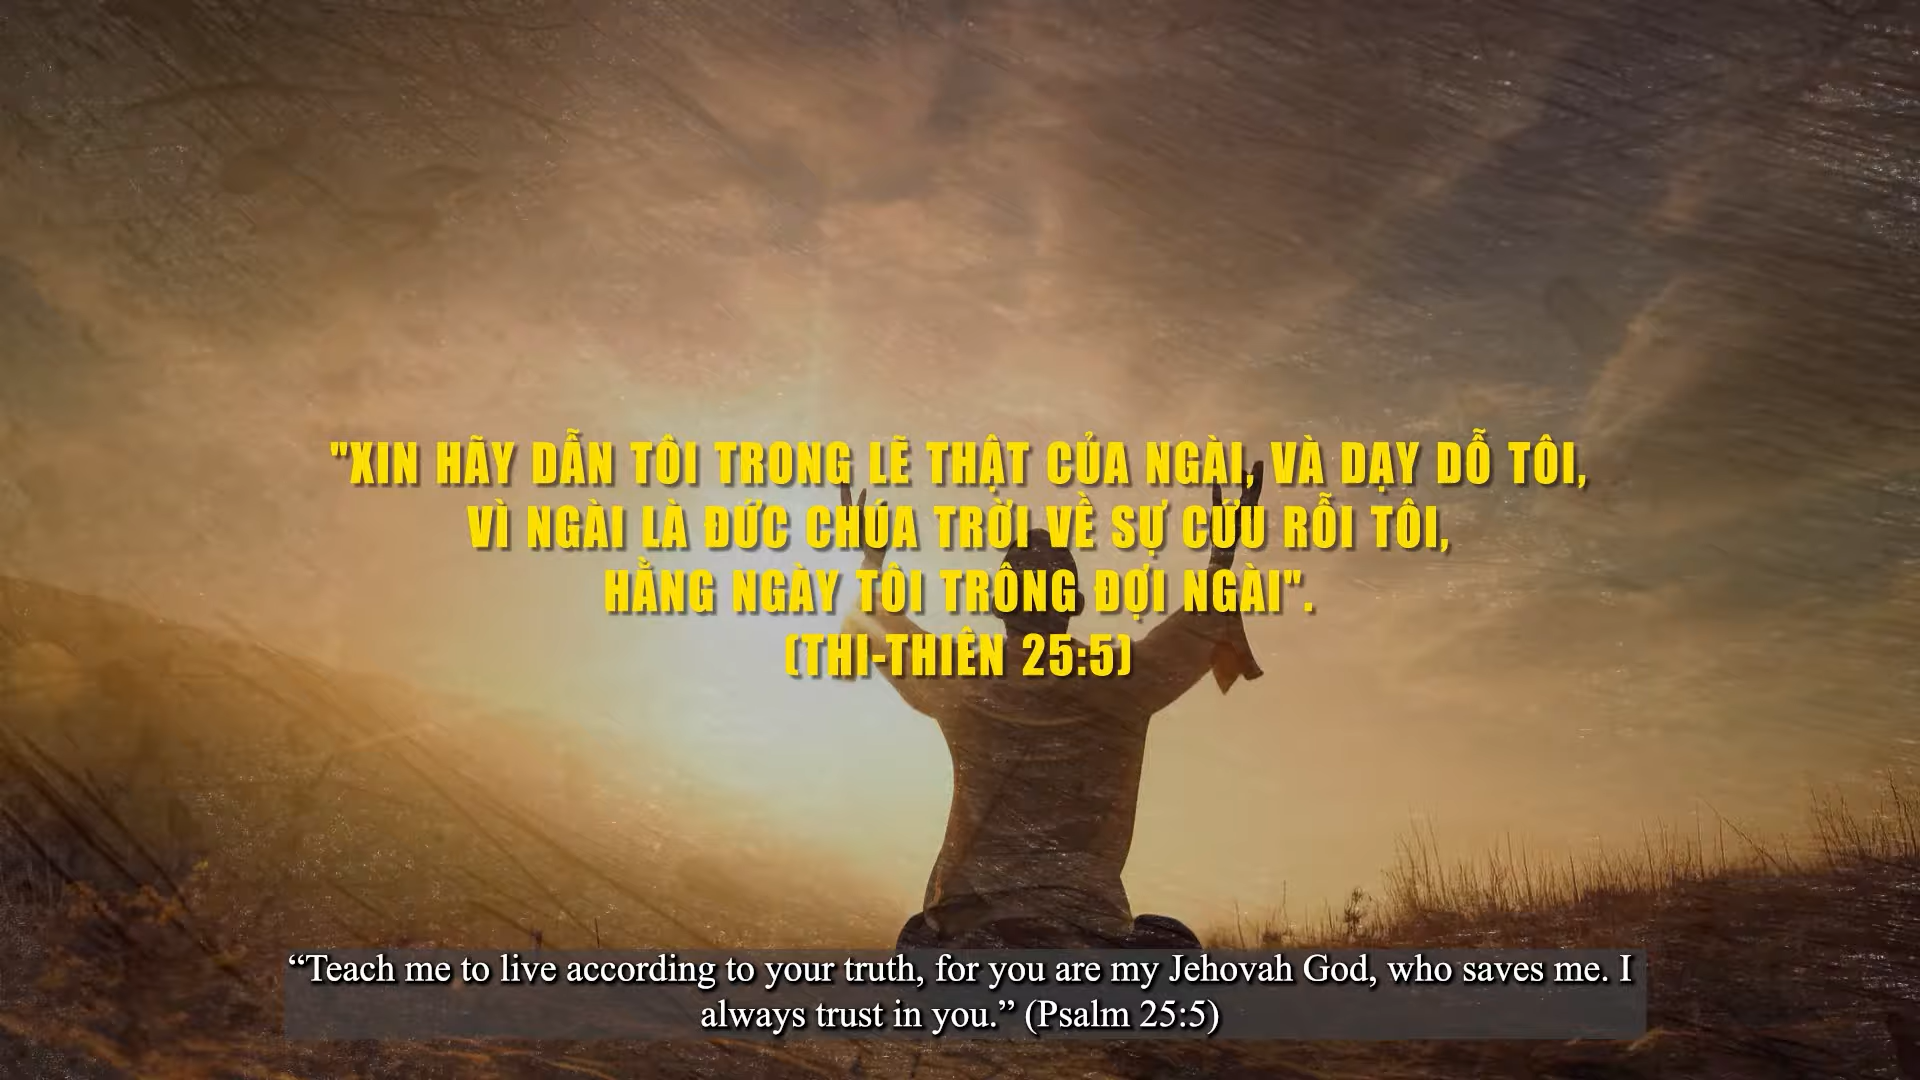 "XIN HÃY DẪN TÔI TRONG LẼ THẬT CỦA NGÀI, VÀ DẠY DỖ TÔI,
VÌ NGÀI LÀ ĐỨC CHÚA TRỜI VỀ SỰ CỨU RỖI TÔI,
HẰNG NGÀY TÔI TRÔNG ĐỢI NGÀI".
(THI-THIÊN 25:5)
“Teach me to live according to your truth, for you are my Jehovah God, who saves me. I
always trust in you.” (Psalm 25:5)